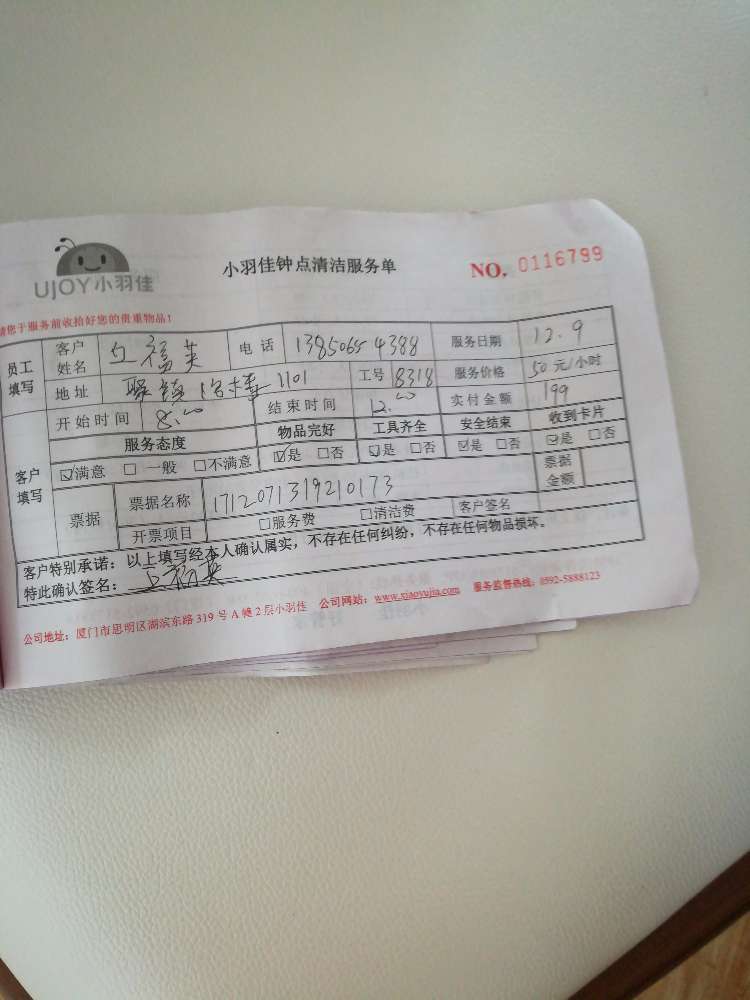 UJOY小羽佳
小羽佳钟点清洁服务单
NO. 0116799
请您于服务前收拾好您的贵重物品！
员工填写 客户姓名 福英 电话 13850654388 服务日期 12.9
地址 1101 工号 8318 服务价格 50元/小时
客户填写 开始时间 8.00 结束时间 12.00 实付金额 199
服务态度 物品完好 工具齐全 安全结束 收到卡片
☑满意 □一般 □不满意 ☑是 □否 ☑是 □否 ☑是 □否 ☑是 □否
票据 票据名称 1712071319210173 票据金额
开票项目 □服务费 □清洁费 客户签名
客户特别承诺：以上填写经本人确认属实，不存在任何纠纷，不存在任何物品损坏。
特此确认签名： 福英
公司地址：厦门市思明区湖滨东路319号A幢2层小羽佳 公司网站：www.xiaoyujia.com 服务监督热线：0592-5888123